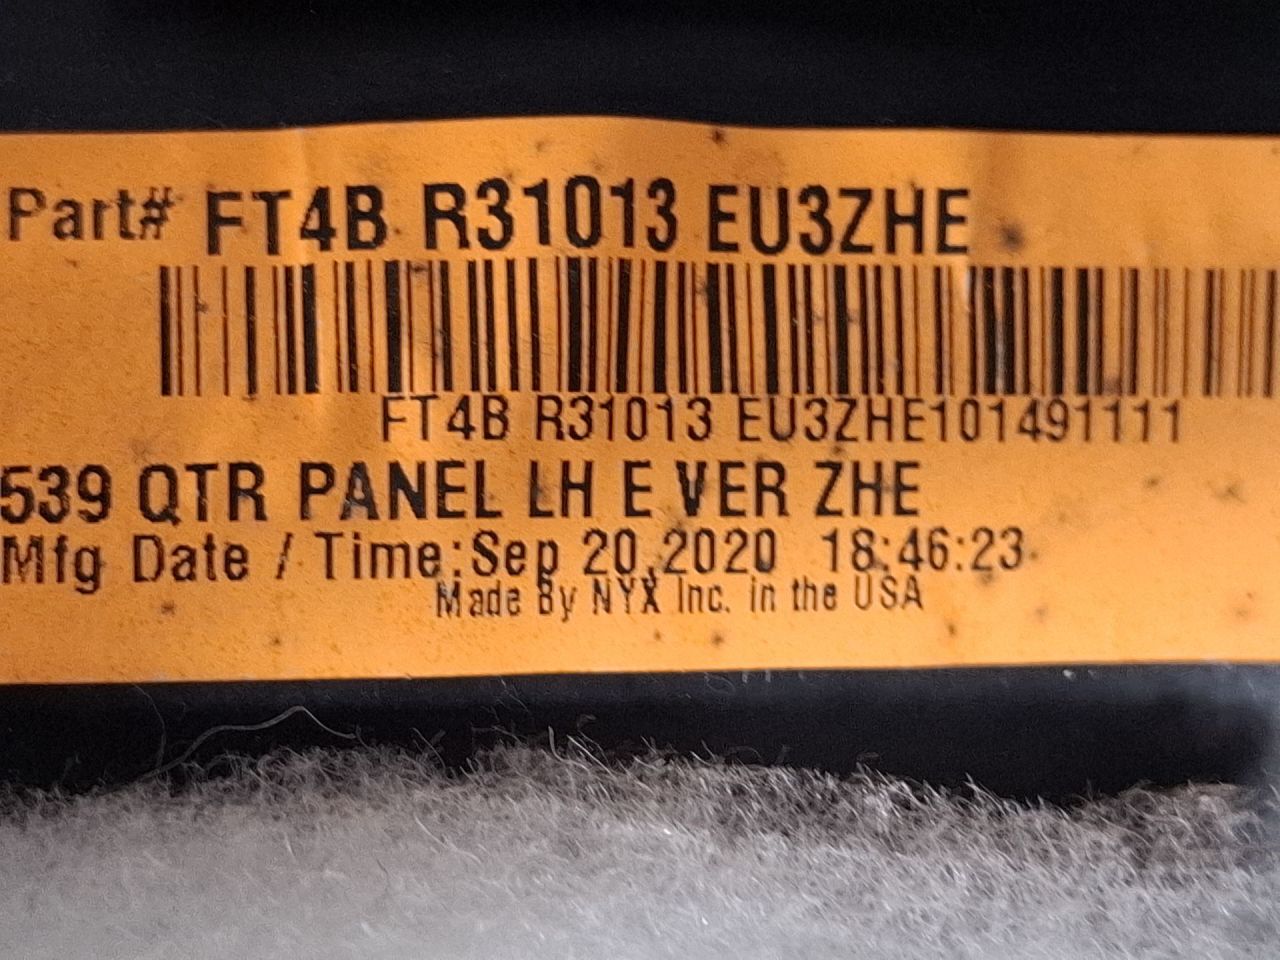 Part# FT4B R31013 EU3ZHE
FT4B R31013 EU3ZHE101491111
539 QTR PANEL LH E VER ZHE
Mfg Date / Time:Sep 20,2020 18:46:23
Made By NYX Inc. in the USA